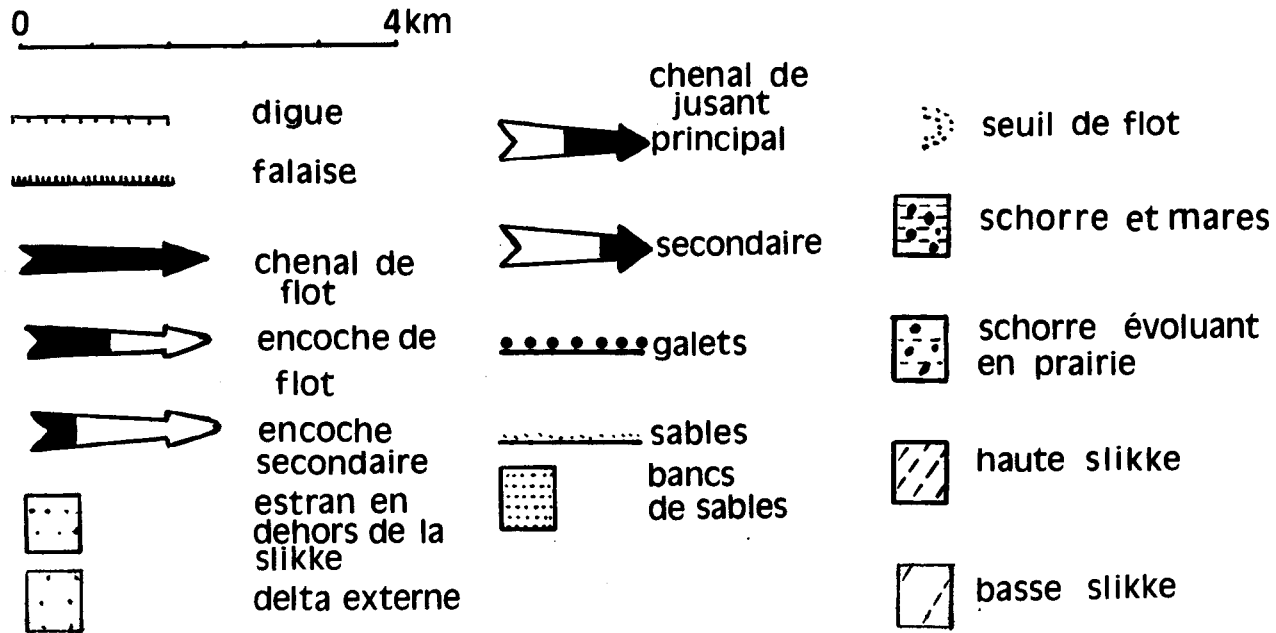 0 4km
digue
falaise
chenal de
flot
encoche de
flot
encoche
secondaire
estran en
dehors de la
slikke
delta externe
chenal de
jusant
principal
secondaire
galets
sables
bancs
de sables
seuil de flot
schorre et mares
schorre évoluant
en prairie
haute slikke
basse slikke